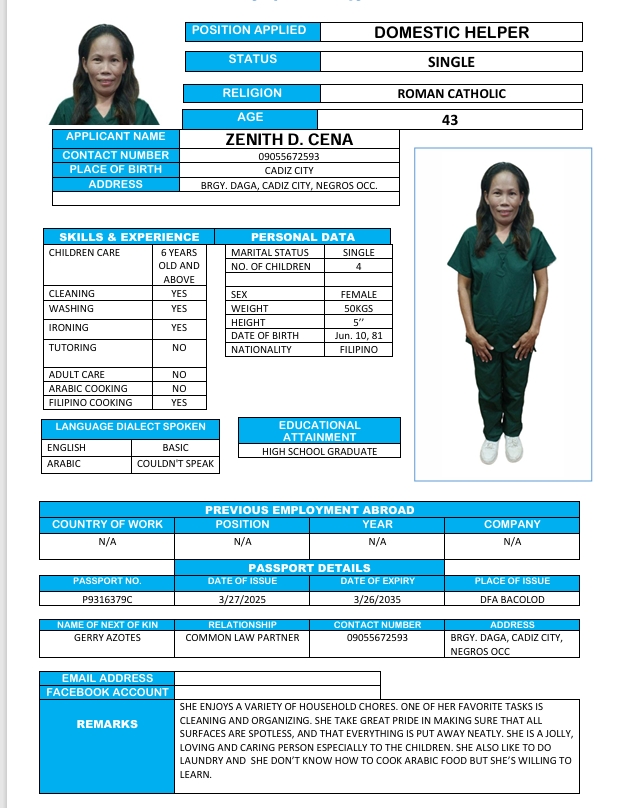 POSITION APPLIED DOMESTIC HELPER
STATUS SINGLE
RELIGION ROMAN CATHOLIC
AGE 43
APPLICANT NAME ZENITH D. CENA
CONTACT NUMBER 09055672593
PLACE OF BIRTH CADIZ CITY
ADDRESS BRGY. DAGA, CADIZ CITY, NEGROS OCC.
SKILLS & EXPERIENCE PERSONAL DATA
CHILDREN CARE 6 YEARS
OLD AND
ABOVE
CLEANING YES
WASHING YES
IRONING YES
TUTORING NO
ADULT CARE NO
ARABIC COOKING NO
FILIPINO COOKING YES
MARITAL STATUS SINGLE
NO. OF CHILDREN 4
SEX FEMALE
WEIGHT 50KGS
HEIGHT 5’’
DATE OF BIRTH Jun. 10, 81
NATIONALITY FILIPINO
LANGUAGE DIALECT SPOKEN
ENGLISH BASIC
ARABIC COULDN'T SPEAK
EDUCATIONAL
ATTAINMENT
HIGH SCHOOL GRADUATE
PREVIOUS EMPLOYMENT ABROAD
COUNTRY OF WORK POSITION YEAR COMPANY
N/A N/A N/A N/A
PASSPORT DETAILS
PASSPORT NO. DATE OF ISSUE DATE OF EXPIRY PLACE OF ISSUE
P9316379C 3/27/2025 3/26/2035 DFA BACOLOD
NAME OF NEXT OF KIN RELATIONSHIP CONTACT NUMBER ADDRESS
GERRY AZOTES COMMON LAW PARTNER 09055672593 BRGY. DAGA, CADIZ CITY,
NEGROS OCC
EMAIL ADDRESS
FACEBOOK ACCOUNT
REMARKS
SHE ENJOYS A VARIETY OF HOUSEHOLD CHORES. ONE OF HER FAVORITE TASKS IS
CLEANING AND ORGANIZING. SHE TAKE GREAT PRIDE IN MAKING SURE THAT ALL
SURFACES ARE SPOTLESS, AND THAT EVERYTHING IS PUT AWAY NEATLY. SHE IS A JOLLY,
LOVING AND CARING PERSON ESPECIALLY TO THE CHILDREN. SHE ALSO LIKE TO DO
LAUNDRY AND SHE DON'T KNOW HOW TO COOK ARABIC FOOD BUT SHE'S WILLING TO
LEARN.